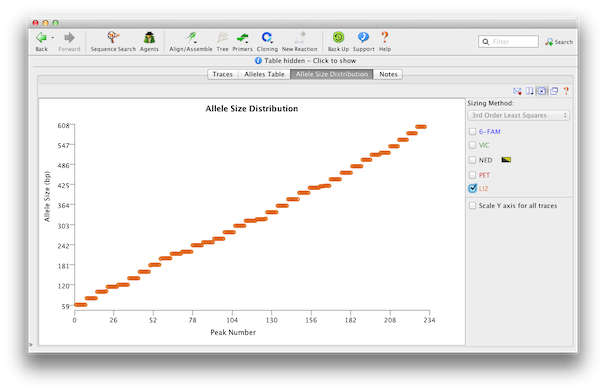 Back Forward Sequence Search Agents Align/Assemble Tree Primers Cloning New Reaction Back Up Support Help Filter Search
Table hidden - Click to show
Traces Alleles Table Allele Size Distribution Notes
Allele Size Distribution
Allele Size (bp)
608
547
486
425
364
303
242
181
120
59
0 26 52 78 104 130 156 182 208 234
Peak Number
Sizing Method:
3rd Order Least Squares
6-FAM
VIC
NED
PET
LIZ
Scale Y axis for all traces